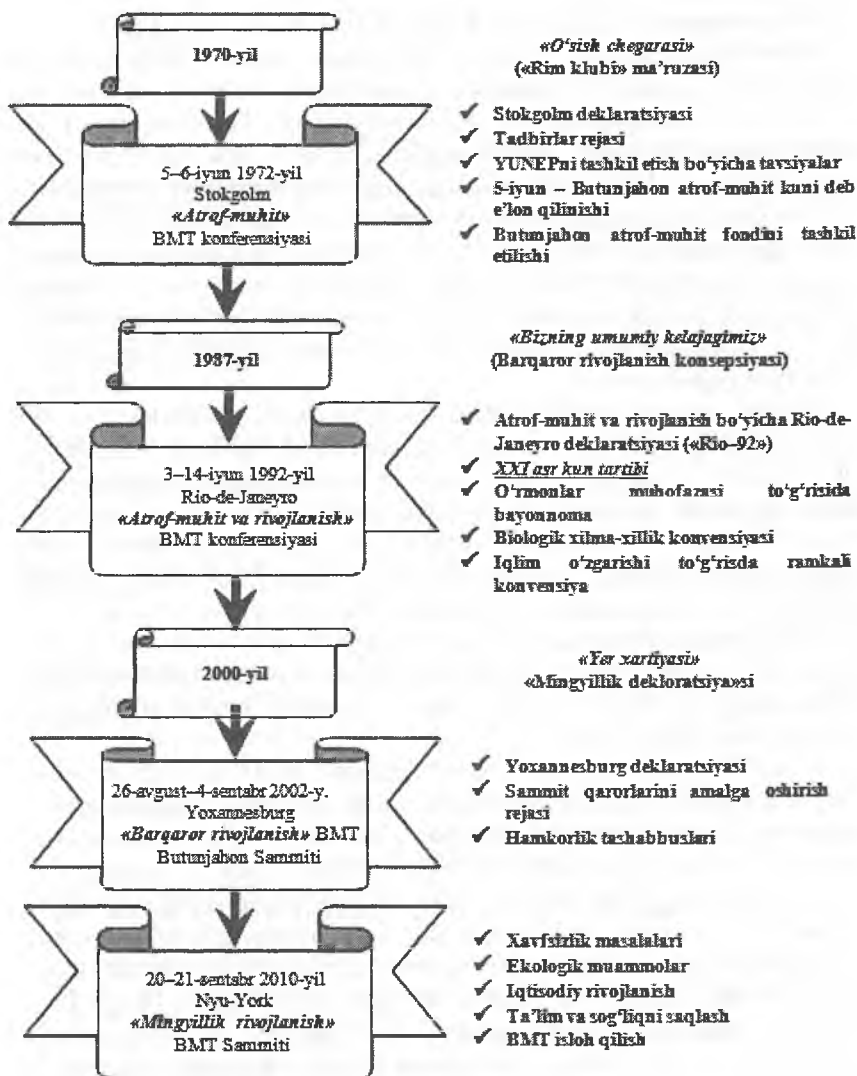 1970-yil
«O‘sish chegarasi»
(«Rim klubi» ma’ruzasi)
5–6-iyun 1972-yil
Stokgolm
«Atrof-muhit»
BMT konferensiyasi
✓ Stokgolm deklaratsiyasi
✓ Tadbirlar rejasi
✓ YUNEPni tashkil etish bo‘yicha tavsiyalar
✓ 5-iyun – Butunjahon atrof-muhit kuni deb
e’lon qilinishi
✓ Butunjahon atrof-muhit fondini tashkil
etilishi
1987-yil
«Bizning umumiy kelajagimiz»
(Barqaror rivojlanish konsepsiyasi)
3–14-iyun 1992-yil
Rio-de-Janeyro
«Atrof-muhit va rivojlanish»
BMT konferensiyasi
✓ Atrof-muhit va rivojlanish bo‘yicha Rio-de-
Janeyro deklaratsiyasi («Rio–92»)
✓ XXI asr kun tartibi
✓ O‘rmonlar muhofazasi to‘g‘risida
bayonnoma
✓ Biologik xilma-xillik konvensiyasi
✓ Iqlim o‘zgarishi to‘g‘risda ramkali
konvensiya
2000-yil
«Yer xartiyasi»
«Mingyillik dekloratsiya»si
26-avgust–4-sentabr 2002-y.
Yoxannesburg
«Barqaror rivojlanish» BMT
Butunjahon Sammiti
✓ Yoxannesburg deklaratsiyasi
✓ Sammit qarorlarini amalga oshirish
rejasi
✓ Hamkorlik tashabbuslari
20–21-sentabr 2010-yil
Nyu-York
«Mingyillik rivojlanish»
BMT Sammiti
✓ Xavfsizlik masalalari
✓ Ekologik muammolar
✓ Iqtisodiy rivojlanish
✓ Ta’lim va sog‘liqni saqlash
✓ BMT isloh qilish